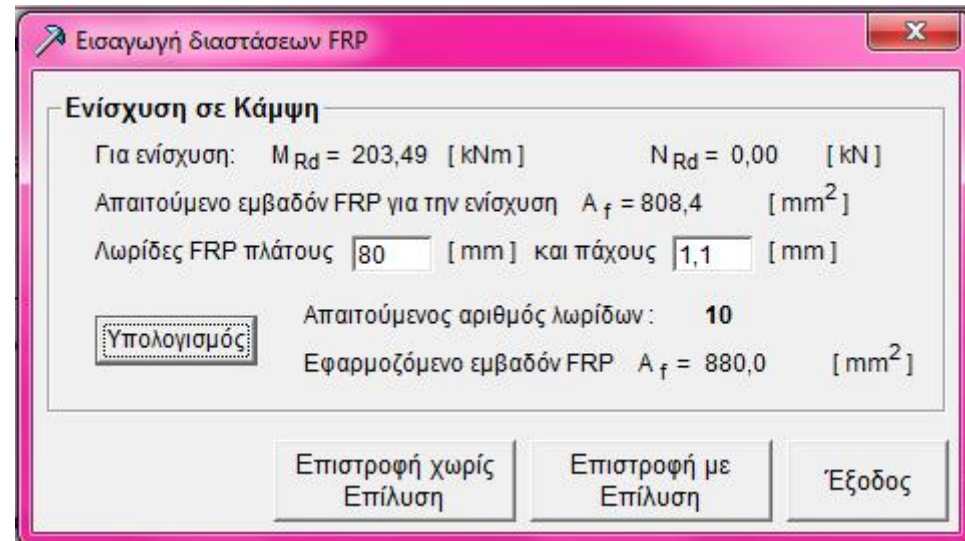 Εισαγωγή διαστάσεων FRP
Ενίσχυση σε Κάμψη
Για ενίσχυση: M Rd = 203,49 [ kNm ] N Rd = 0,00 [ kN ]
Απαιτούμενο εμβαδόν FRP για την ενίσχυση A f = 808,4 [ mm2 ]
Λωρίδες FRP πλάτους 80 [ mm ] και πάχους 1,1 [ mm ]
Απαιτούμενος αριθμός λωρίδων : 10
Υπολογισμός
Εφαρμοζόμενο εμβαδόν FRP A f = 880,0 [ mm2 ]
Επιστροφή χωρίς Επίλυση
Επιστροφή με Επίλυση
Έξοδος